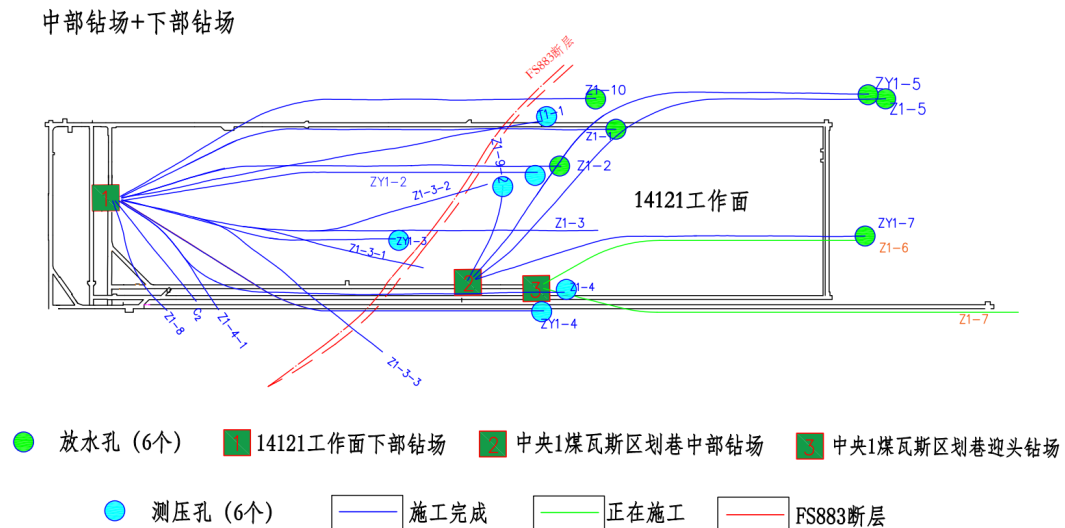 中部钻场+下部钻场
FS883断层
Z1-10
ZY1-5
Z1-5
Z1-1
Z1-9
Z1-2
ZY1-2
Z1-3-2
14121工作面
1
Z1-3
ZY1-7
ZY1-3
Z1-6
Z1-3-1
2
3
Z1-4
ZY1-4
Z1-7
Z1-8
Z1-4-1
Z1-3-3
放水孔 (6个)
1
14121工作面下部钻场
2
中央1煤瓦斯区划巷中部钻场
3
中央1煤瓦斯区划巷迎头钻场
测压孔 (6个)
施工完成
正在施工
FS883断层